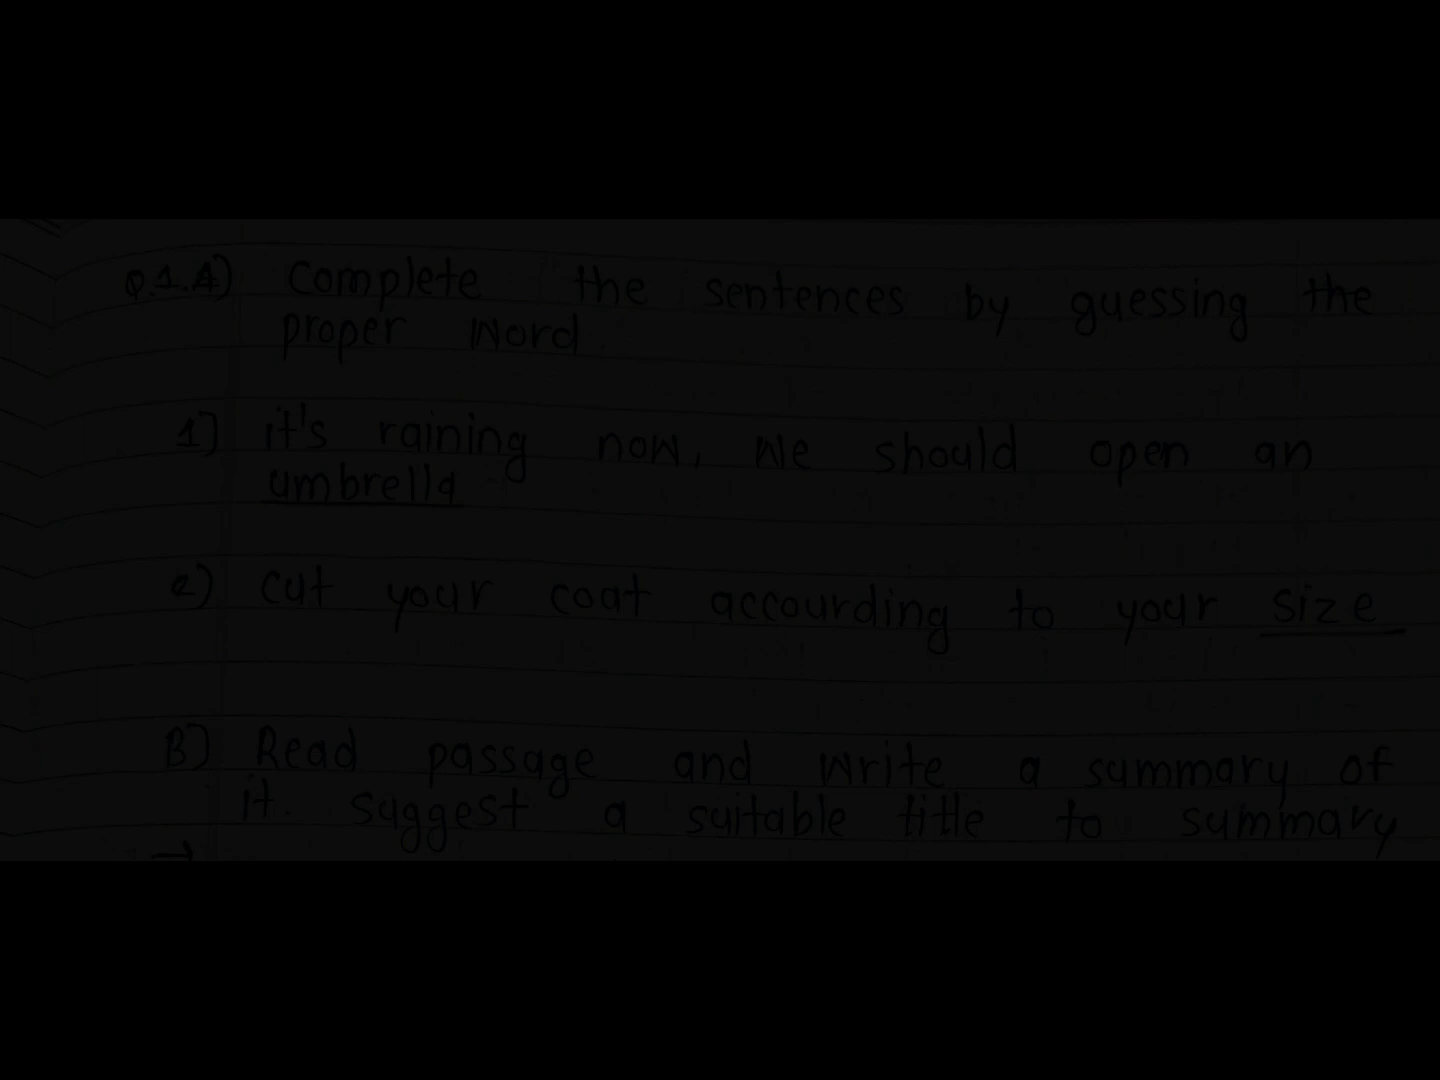 Q.1.A) Complete the sentences by guessing the
proper word
1) it's raining now, we should open an
umbrella
2) cut your coat accourding to your size
B) Read passage and write a summary of
it. suggest a suitable title to summary